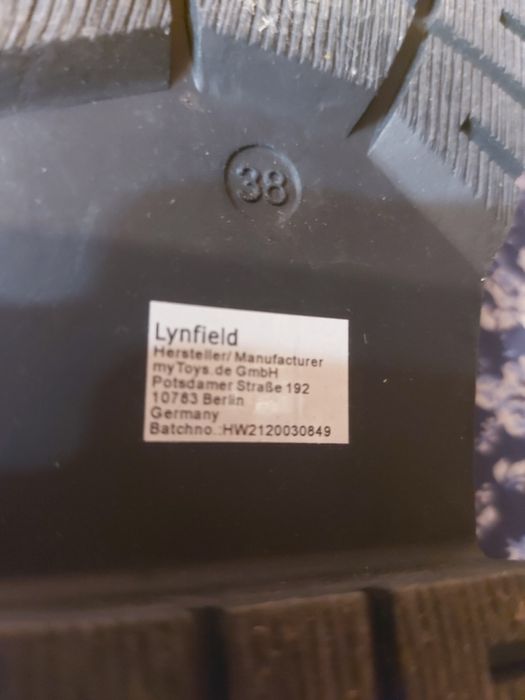 38
Lynfield
Hersteller/ Manufacturer
myToys.de GmbH
Potsdamer Straße 192
10783 Berlin
Germany
Batchno.:HW2120030849